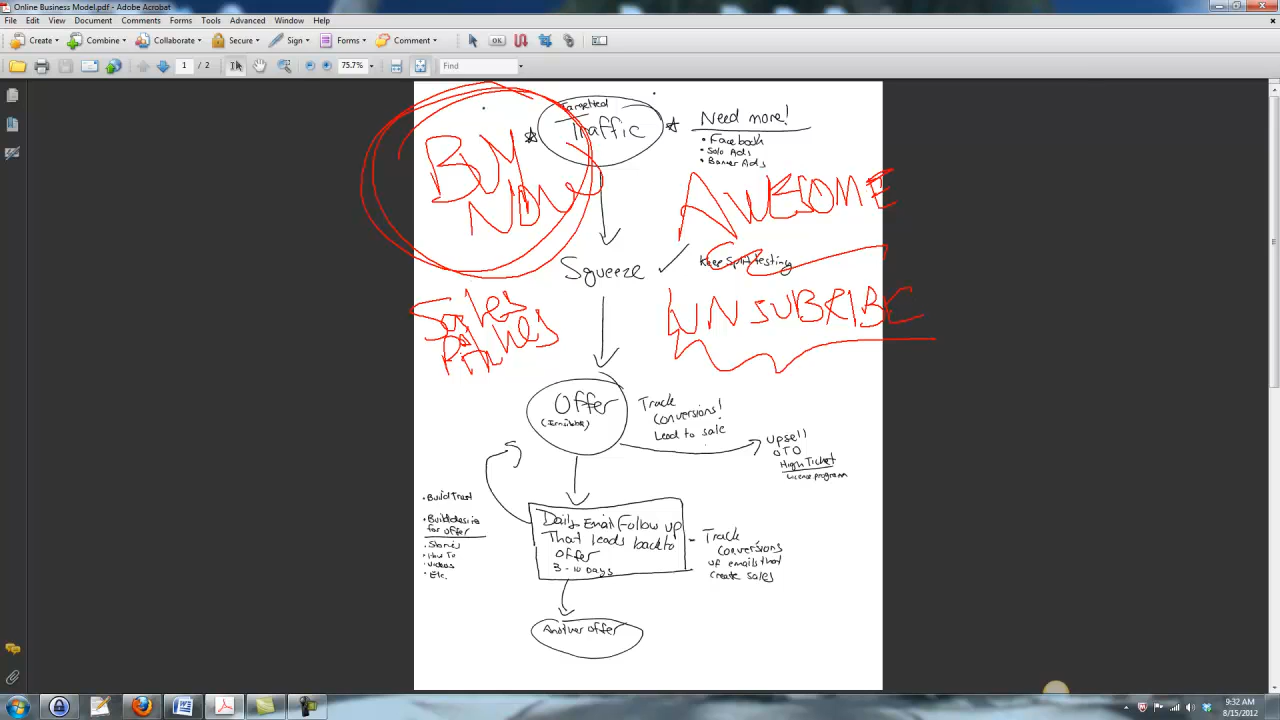 Online Business Model.pdf - Adobe Acrobat
File Edit View Document Comments Forms Tools Advanced Window Help
Create Combine Collaborate Secure Sign Forms Comment
1 / 2 75.7% Find
Targetted
Traffic
Need more!
• Facebook
• Solo Ads
• Banner Ads
BUY
NOW
AWESOME
Squeeze
Keep Split testing
Sales
UNSUBRIBE
Offer
(Irresistable)
Track
Conversions!
Lead to sale
upsell
OTO
High Ticket
License program
• Build Trust
• Build desire
for offer
• Stories
• How To
• Videos
• Etc.
Daily Email Follow up
That leads back to
offer
3-10 Days
- Track
Conversions
of emails that
create sales
Another offer
9:32 AM
8/15/2012